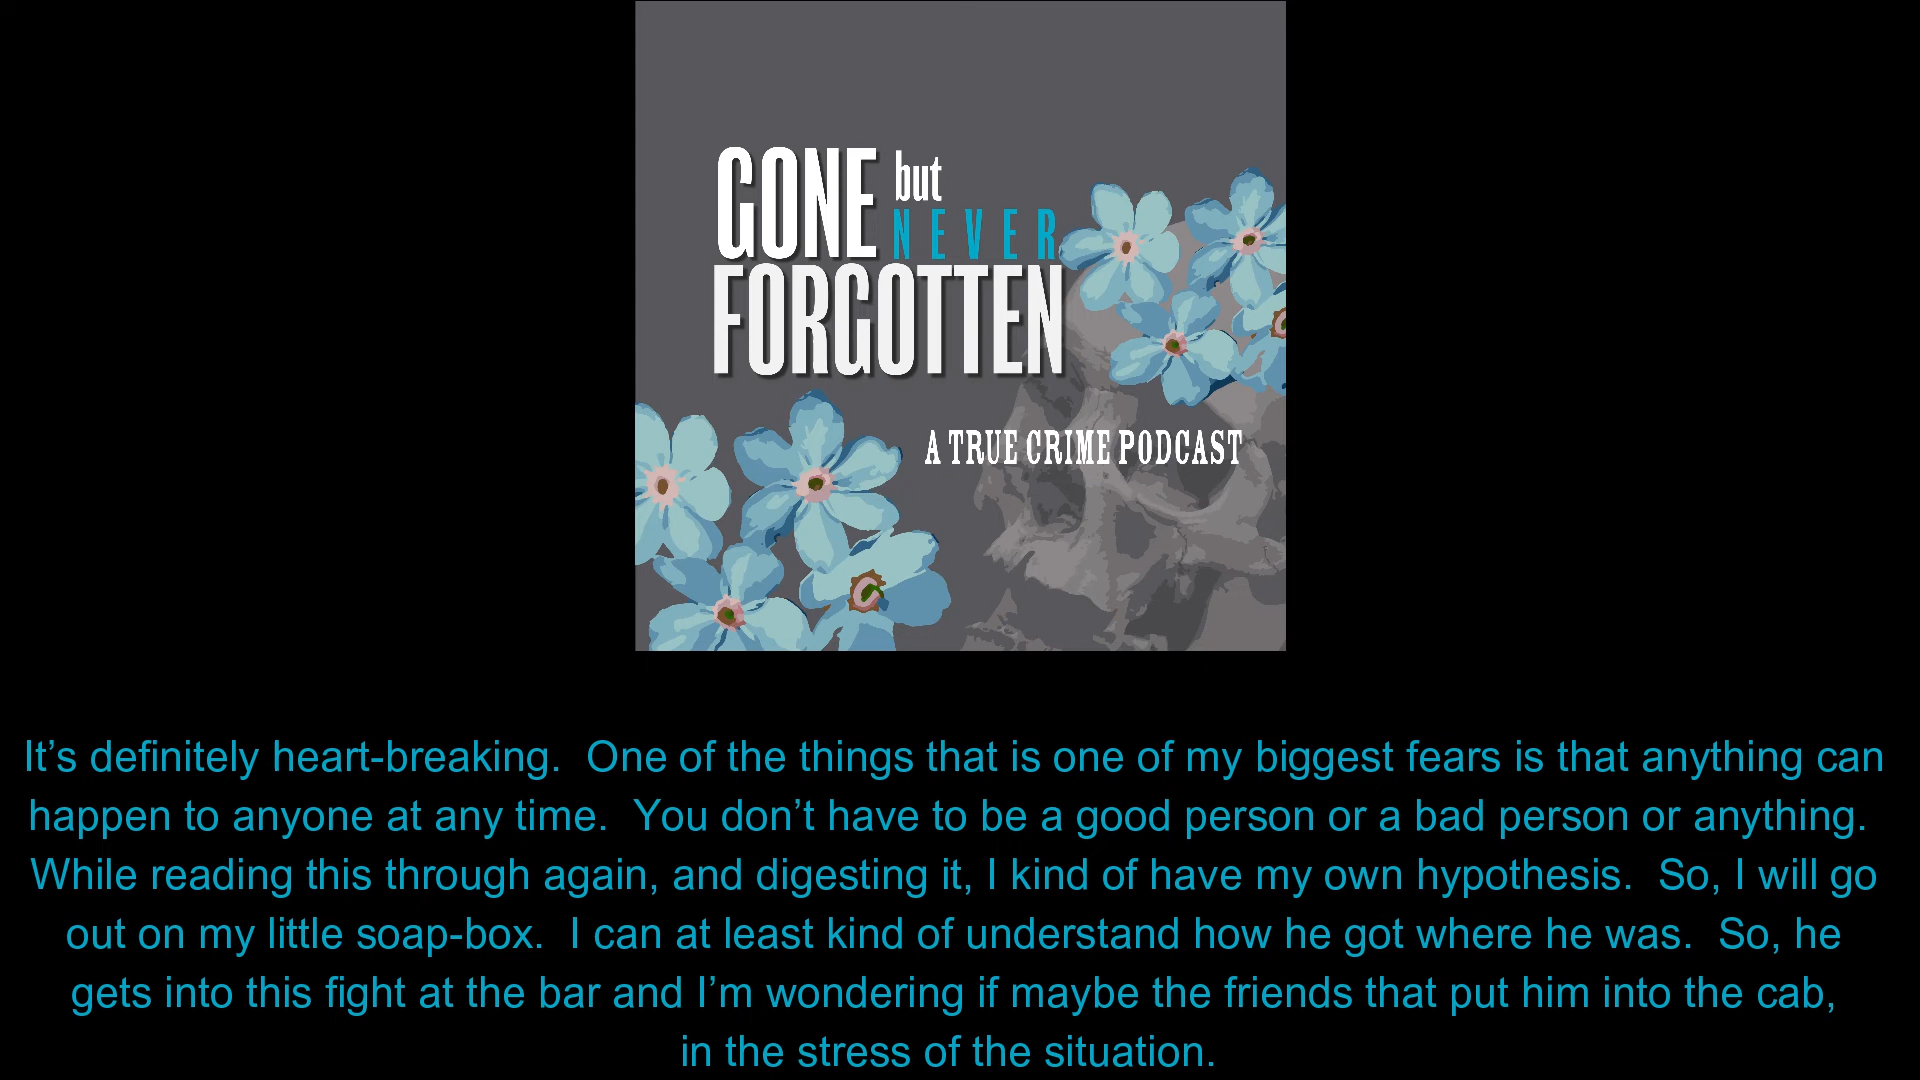 GONE but
NEVER
FORGOTTEN
A TRUE CRIME PODCAST
It’s definitely heart-breaking.  One of the things that is one of my biggest fears is that anything can
happen to anyone at any time.  You don’t have to be a good person or a bad person or anything.
While reading this through again, and digesting it, I kind of have my own hypothesis.  So, I will go
out on my little soap-box.  I can at least kind of understand how he got where he was.  So, he
gets into this fight at the bar and I’m wondering if maybe the friends that put him into the cab,
in the stress of the situation.